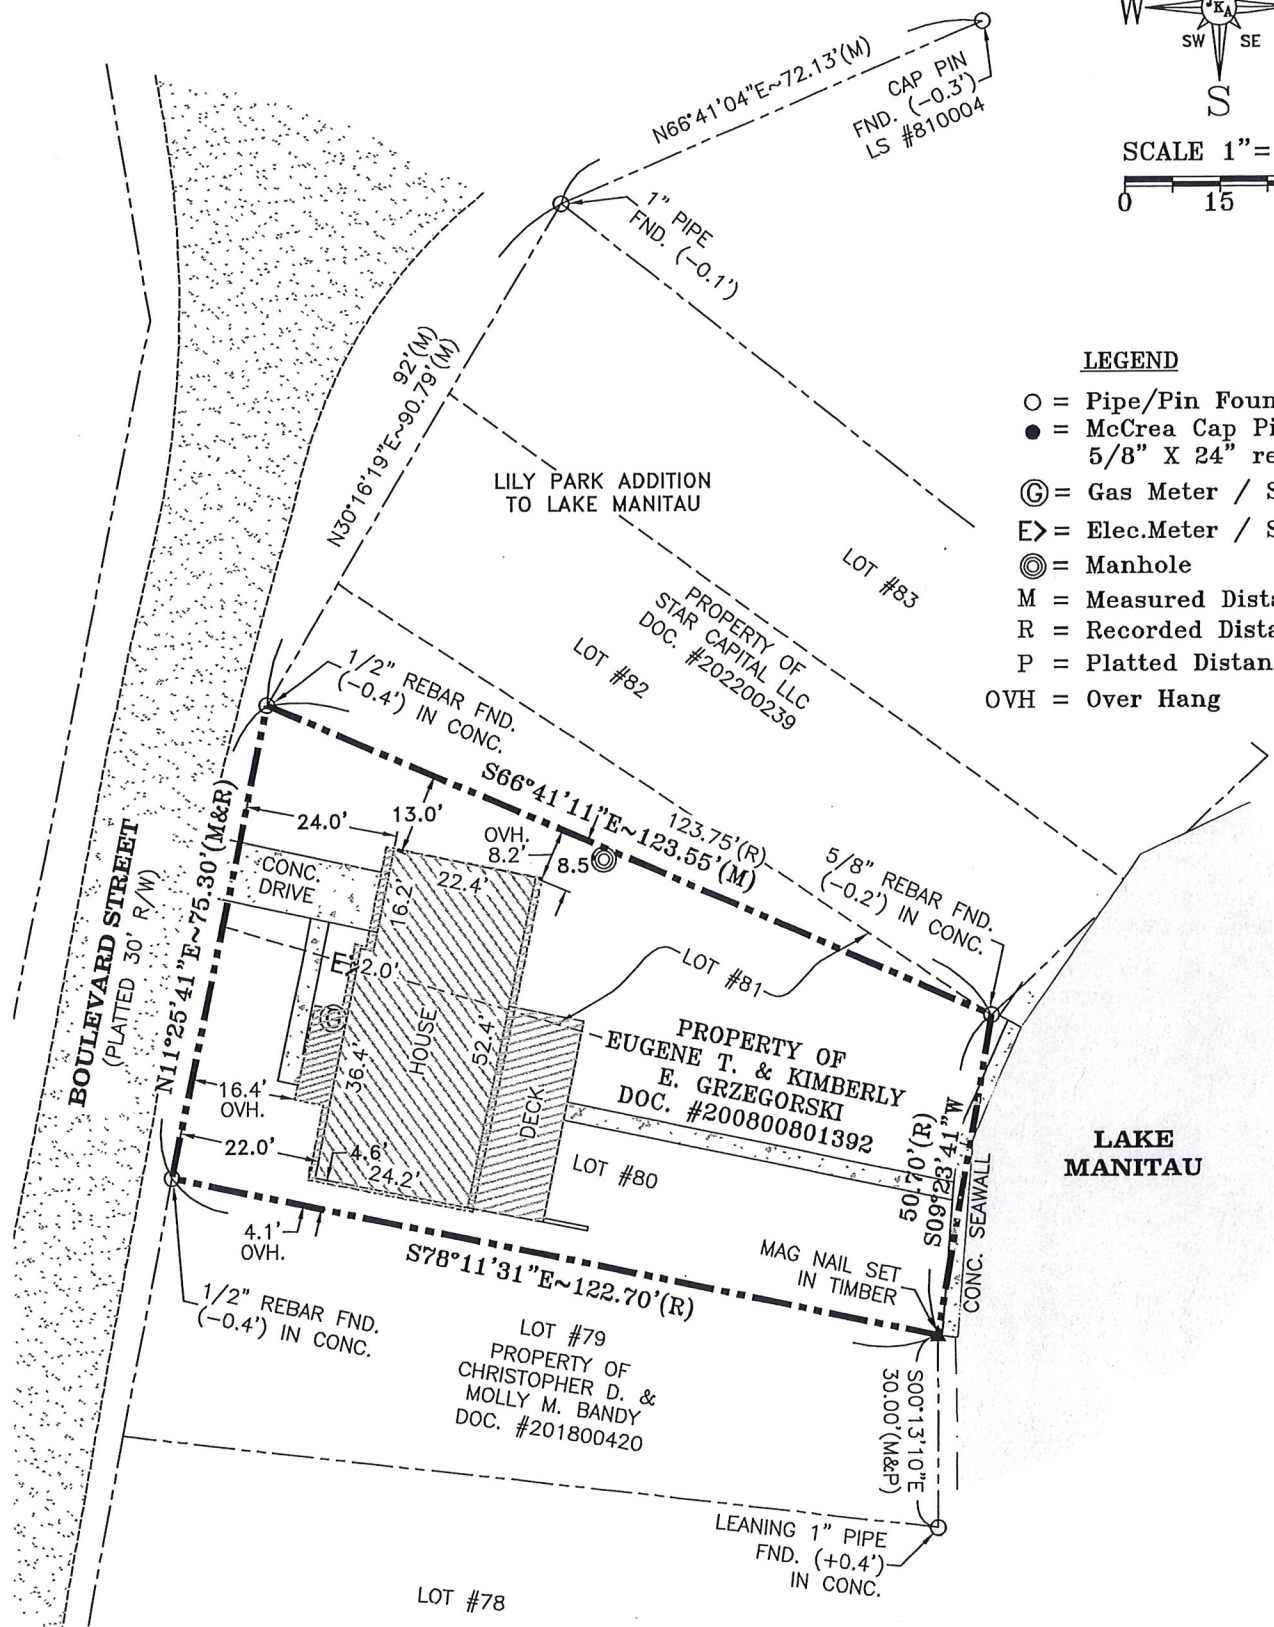 W
JKA
SW
SE
S
SCALE 1"=
0
15
N66°41'04"E~72.13'(M)
CAP PIN
FND. (-0.3')
LS #810004
1" PIPE
FND. (-0.1')
LEGEND
= Pipe/Pin Foun
= McCrea Cap Pi
5/8" X 24" re
G = Gas Meter / S
E> = Elec.Meter / S
= Manhole
M = Measured Dista
R = Recorded Dista
P = Platted Distan
OVH = Over Hang
92'(M)
N30°16'19"E~90.79'(M)
LILY PARK ADDITION
TO LAKE MANITAU
LOT #83
PROPERTY OF
STAR CAPITAL LLC
DOC. #202200239
LOT #82
1/2" REBAR FND.
(-0.4') IN CONC.
S66°41'11"E~123.55'(M)
123.75'(R)
5/8" REBAR FND.
(-0.2') IN CONC.
24.0'
13.0'
OVH.
8.2'
8.5'
CONC.
DRIVE
22.4'
16.2'
BOULEVARD STREET
(PLATTED 30' R/W)
N11°25'41"E~75.30'(M&R)
E>
2.0'
G
LOT #81
HOUSE
52.4'
36.4'
DECK
PROPERTY OF
EUGENE T. & KIMBERLY
E. GRZEGORSKI
DOC. #200800801392
16.4'
OVH.
22.0'
4.6'
24.2'
LOT #80
50.70'(R)
S09°23'41"W
CONC. SEAWALL
LAKE
MANITAU
4.1'
OVH.
S78°11'31"E~122.70'(R)
MAG NAIL SET
IN TIMBER
1/2" REBAR FND.
(-0.4') IN CONC.
LOT #79
PROPERTY OF
CHRISTOPHER D. &
MOLLY M. BANDY
DOC. #201800420
S00°13'10"E
30.00'(M&P)
LEANING 1" PIPE
FND. (+0.4')
IN CONC.
LOT #78